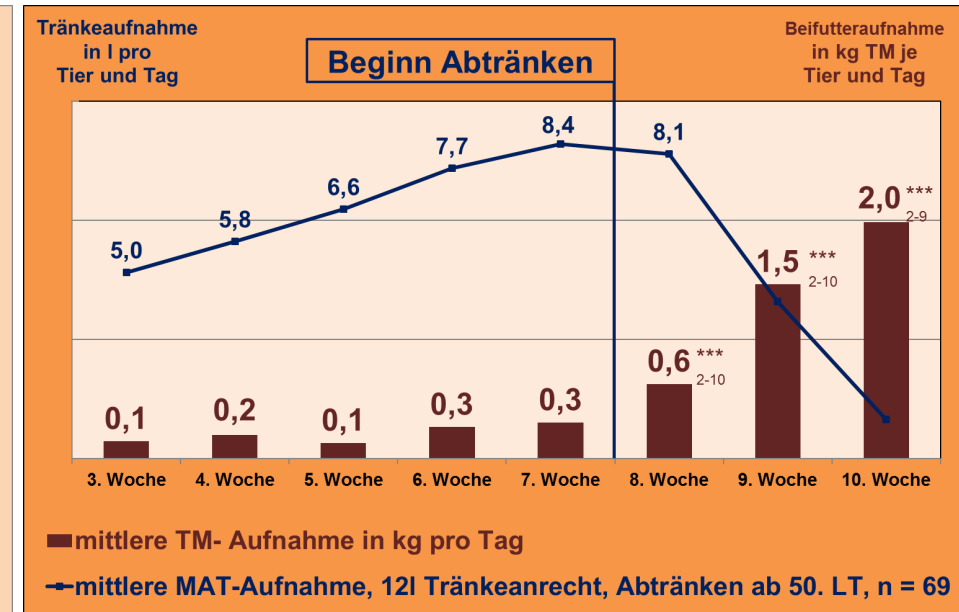 Tränkeaufnahme
in l pro
Tier und Tag
Beginn Abtränken
Beifutteraufnahme
in kg TM je
Tier und Tag
5,0
5,8
6,6
7,7
8,4
8,1
0,1
0,2
0,1
0,3
0,3
0,6 ***
2-10
1,5 ***
2-10
2,0 ***
2-9
3. Woche
4. Woche
5. Woche
6. Woche
7. Woche
8. Woche
9. Woche
10. Woche
mittlere TM- Aufnahme in kg pro Tag
mittlere MAT-Aufnahme, 12l Tränkeanrecht, Abtränken ab 50. LT, n = 69